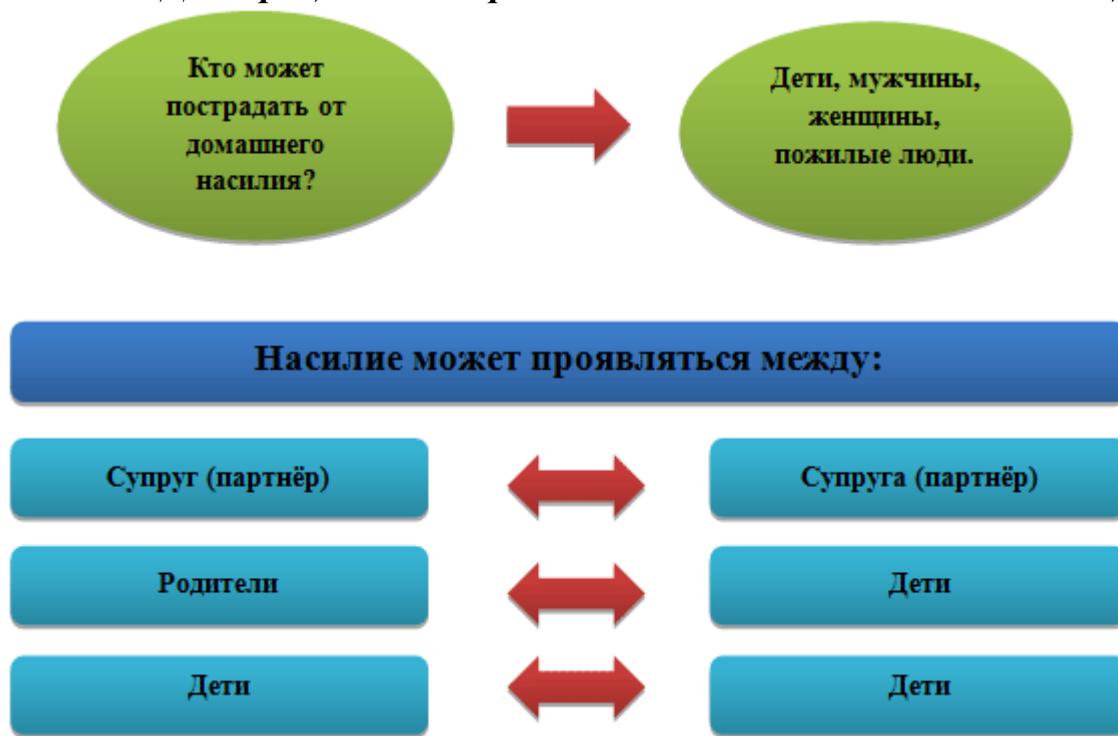 Кто может
пострадать от
домашнего
насилия?
Дети, мужчины,
женщины,
пожилые люди.
Насилие может проявляться между:
Супруг (партнёр)
Супруга (партнёр)
Родители
Дети
Дети
Дети